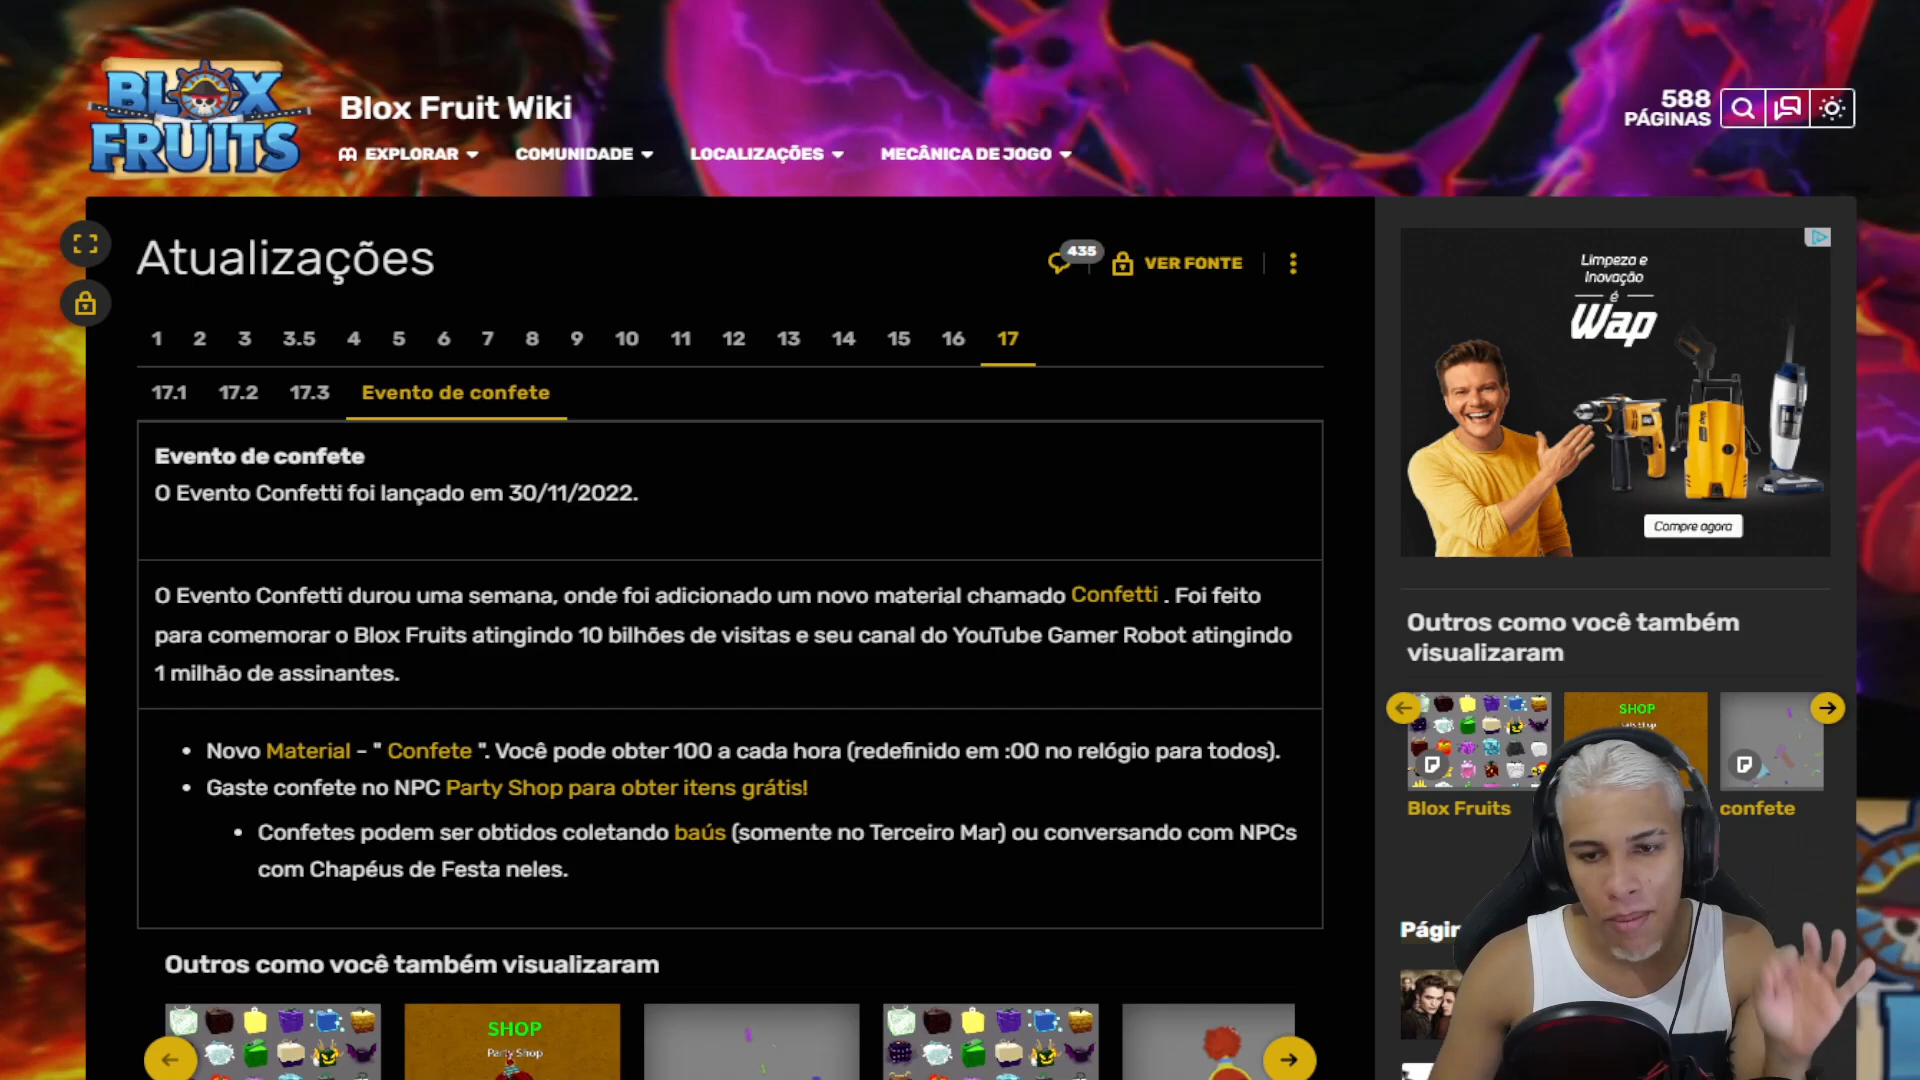 BLOX
FRUITS
Blox Fruit Wiki
EXPLORAR
COMUNIDADE
LOCALIZAÇÕES
MECÂNICA DE JOGO
588
PÁGINAS
Atualizações
435
VER FONTE
1 2 3 3.5 4 5 6 7 8 9 10 11 12 13 14 15 16 17
17.1 17.2 17.3 Evento de confete
Evento de confete
O Evento Confetti foi lançado em 30/11/2022.
O Evento Confetti durou uma semana, onde foi adicionado um novo material chamado Confetti . Foi feito
para comemorar o Blox Fruits atingindo 10 bilhões de visitas e seu canal do YouTube Gamer Robot atingindo
1 milhão de assinantes.
• Novo Material - " Confete ". Você pode obter 100 a cada hora (redefinido em :00 no relógio para todos).
• Gaste confete no NPC Party Shop para obter itens grátis!
• Confetes podem ser obtidos coletando baús (somente no Terceiro Mar) ou conversando com NPCs
com Chapéus de Festa neles.
Outros como você também visualizaram
SHOP
Party Shop
Limpeza e
Inovação
é
Wap
Compre agora
Outros como você também
visualizaram
SHOP
Blox Fruits
confete
Págin